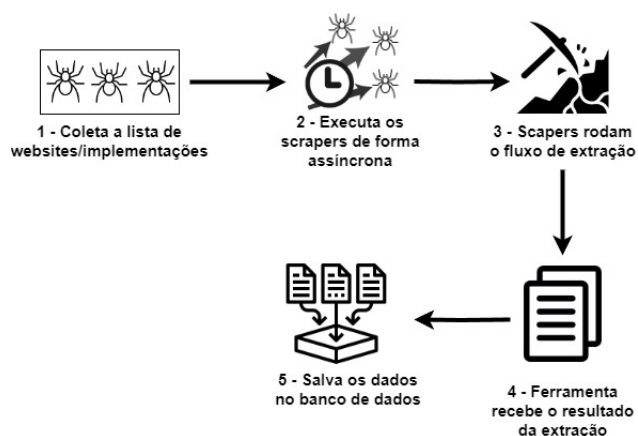 1 - Coleta a lista de
websites/implementações
2 - Executa os
scrapers de forma
assíncrona
3 - Scapers rodam
o fluxo de extração
4 - Ferramenta
recebe o resultado
da extração
5 - Salva os dados
no banco de dados